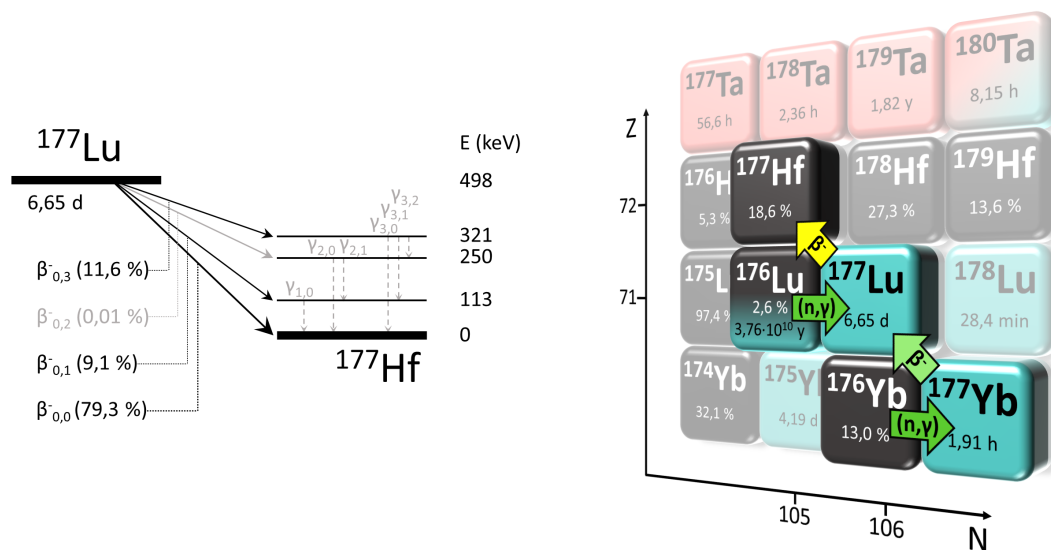 ¹⁷⁷Lu
6,65 d
E (keV)
498
γ₃,₂
γ₃,₁
γ₃,₀
321
γ₂,₀
γ₂,₁
250
γ₁,₀
113
0
¹⁷⁷Hf
β⁻₀,₃ (11,6 %)
β⁻₀,₂ (0,01 %)
β⁻₀,₁ (9,1 %)
β⁻₀,₀ (79,3 %)
Z
72
71
¹⁷⁷Ta
56,6 h
¹⁷⁸Ta
2,36 h
¹⁷⁹Ta
1,82 y
¹⁸⁰Ta
8,15 h
¹⁷⁶H
5,3 %
¹⁷⁷Hf
18,6 %
¹⁷⁸Hf
27,3 %
¹⁷⁹Hf
13,6 %
β⁻
¹⁷⁵L
97,4 %
¹⁷⁶Lu
2,6 %
3,76·10¹⁰ y
(n,γ)
¹⁷⁷Lu
6,65 d
¹⁷⁸Lu
28,4 min
β⁻
¹⁷⁴Yb
32,1 %
¹⁷⁵Y
4,19 d
¹⁷⁶Yb
13,0 %
(n,γ)
¹⁷⁷Yb
1,91 h
105
106
N